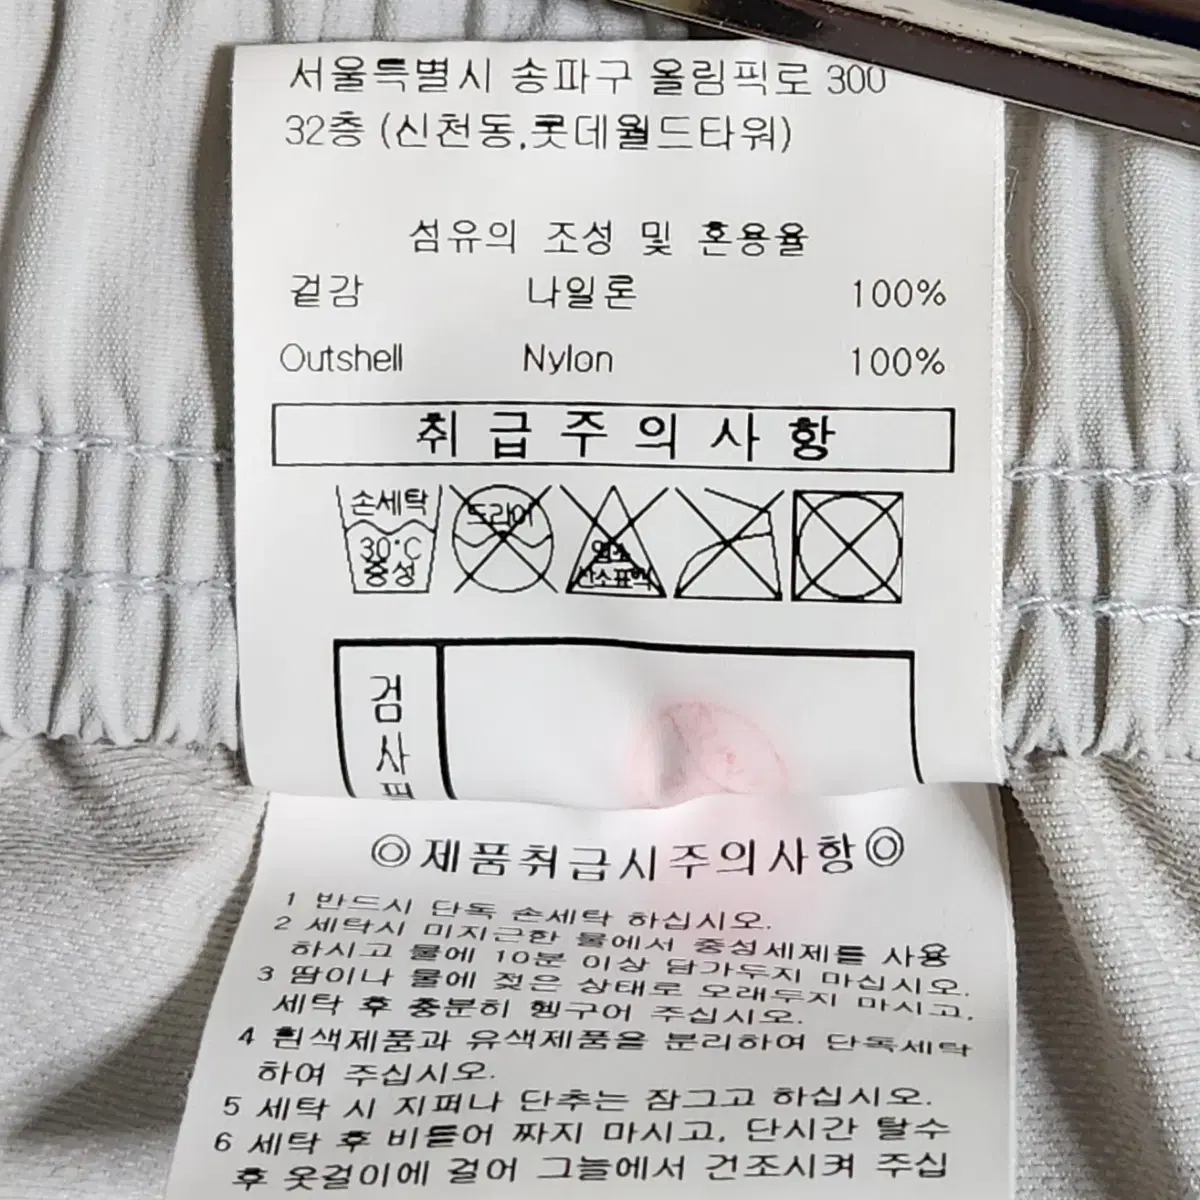 서울특별시 송파구 올림픽로 300
32층 (신천동,롯데월드타워)
섬유의 조성 및 혼용율
겉감 나일론 100%
Outshell Nylon 100%
취급주의사항
손세탁 드라이 염소
30°C 산소표백
중성
검
사
◎제품취급시주의사항◎
1 반드시 단독 손세탁 하십시오.
2 세탁시 미지근한 물에서 중성세제를 사용
하시고 물에 10분 이상 담가두지 마십시오.
3 땀이나 물에 젖은 상태로 오래두지 마시고,
세탁 후 충분히 헹구어 주십시오.
4 흰색제품과 유색제품을 분리하여 단독세탁
하여 주십시오.
5 세탁 시 지퍼나 단추는 잠그고 하십시오.
6 세탁 후 비틀어 짜지 마시고, 단시간 탈수
후 옷걸이에 걸어 그늘에서 건조시켜 주십